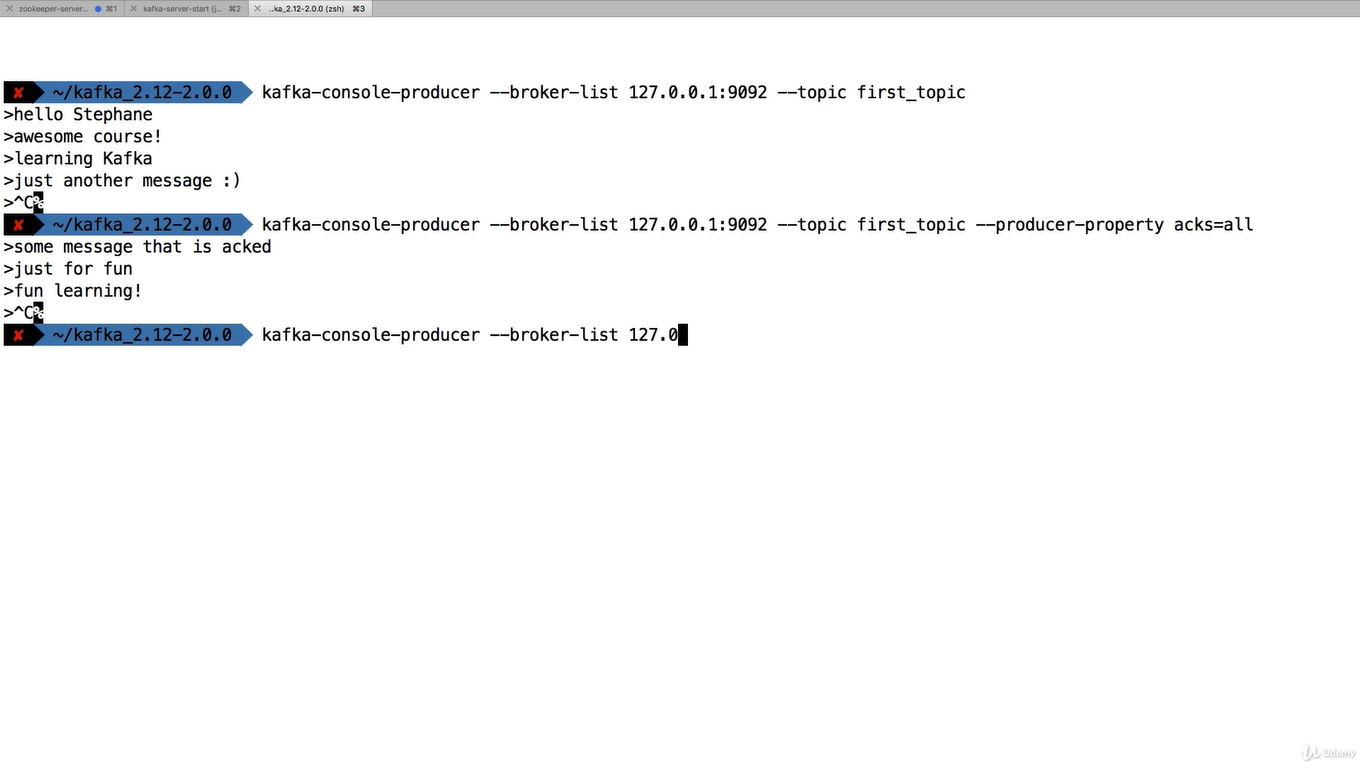 zookeeper-server... ⌘1 kafka-server-start (j... ⌘2 ..ka_2.12-2.0.0 (zsh) ⌘3
✘ ~/kafka_2.12-2.0.0 kafka-console-producer --broker-list 127.0.0.1:9092 --topic first_topic
>hello Stephane
>awesome course!
>learning Kafka
>just another message :)
>^C%
✘ ~/kafka_2.12-2.0.0 kafka-console-producer --broker-list 127.0.0.1:9092 --topic first_topic --producer-property acks=all
>some message that is acked
>just for fun
>fun learning!
>^C%
✘ ~/kafka_2.12-2.0.0 kafka-console-producer --broker-list 127.0
Udemy